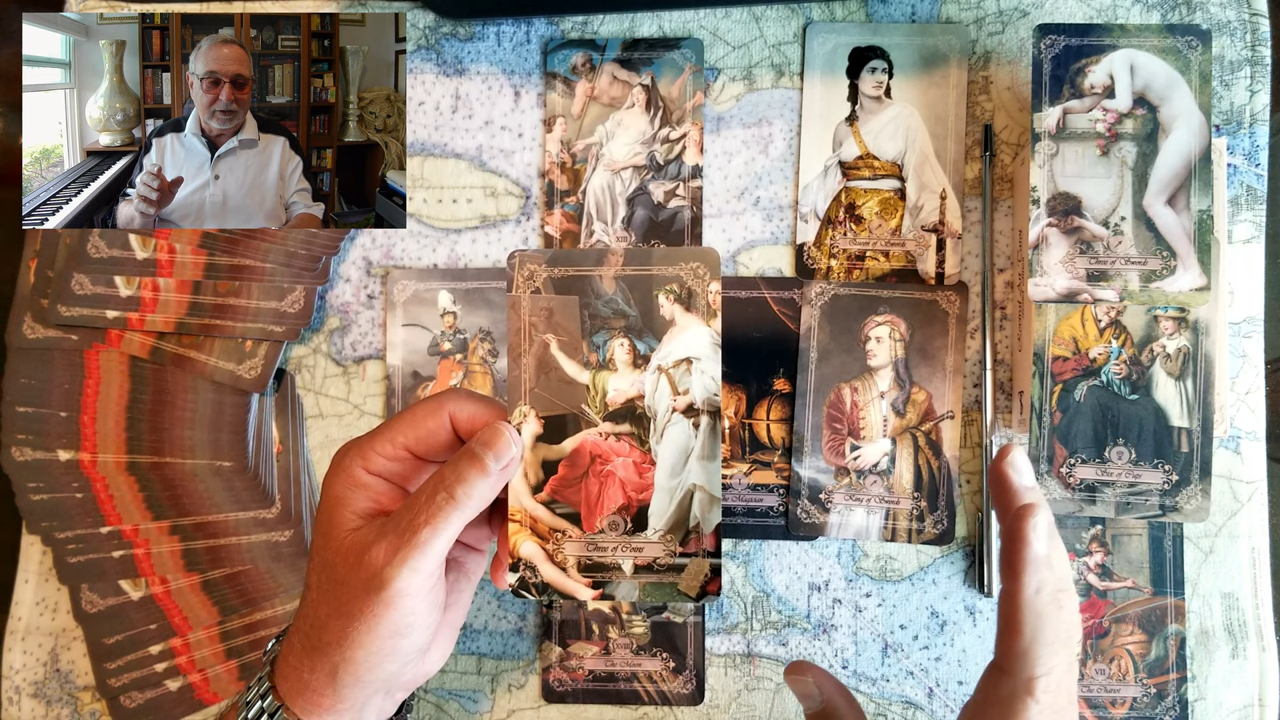 XIII
Queen of Swords
Three of Swords
I
The Magician
King of Swords
Six of Cups
Three of Coins
XVIII
The Moon
VII
The Chariot